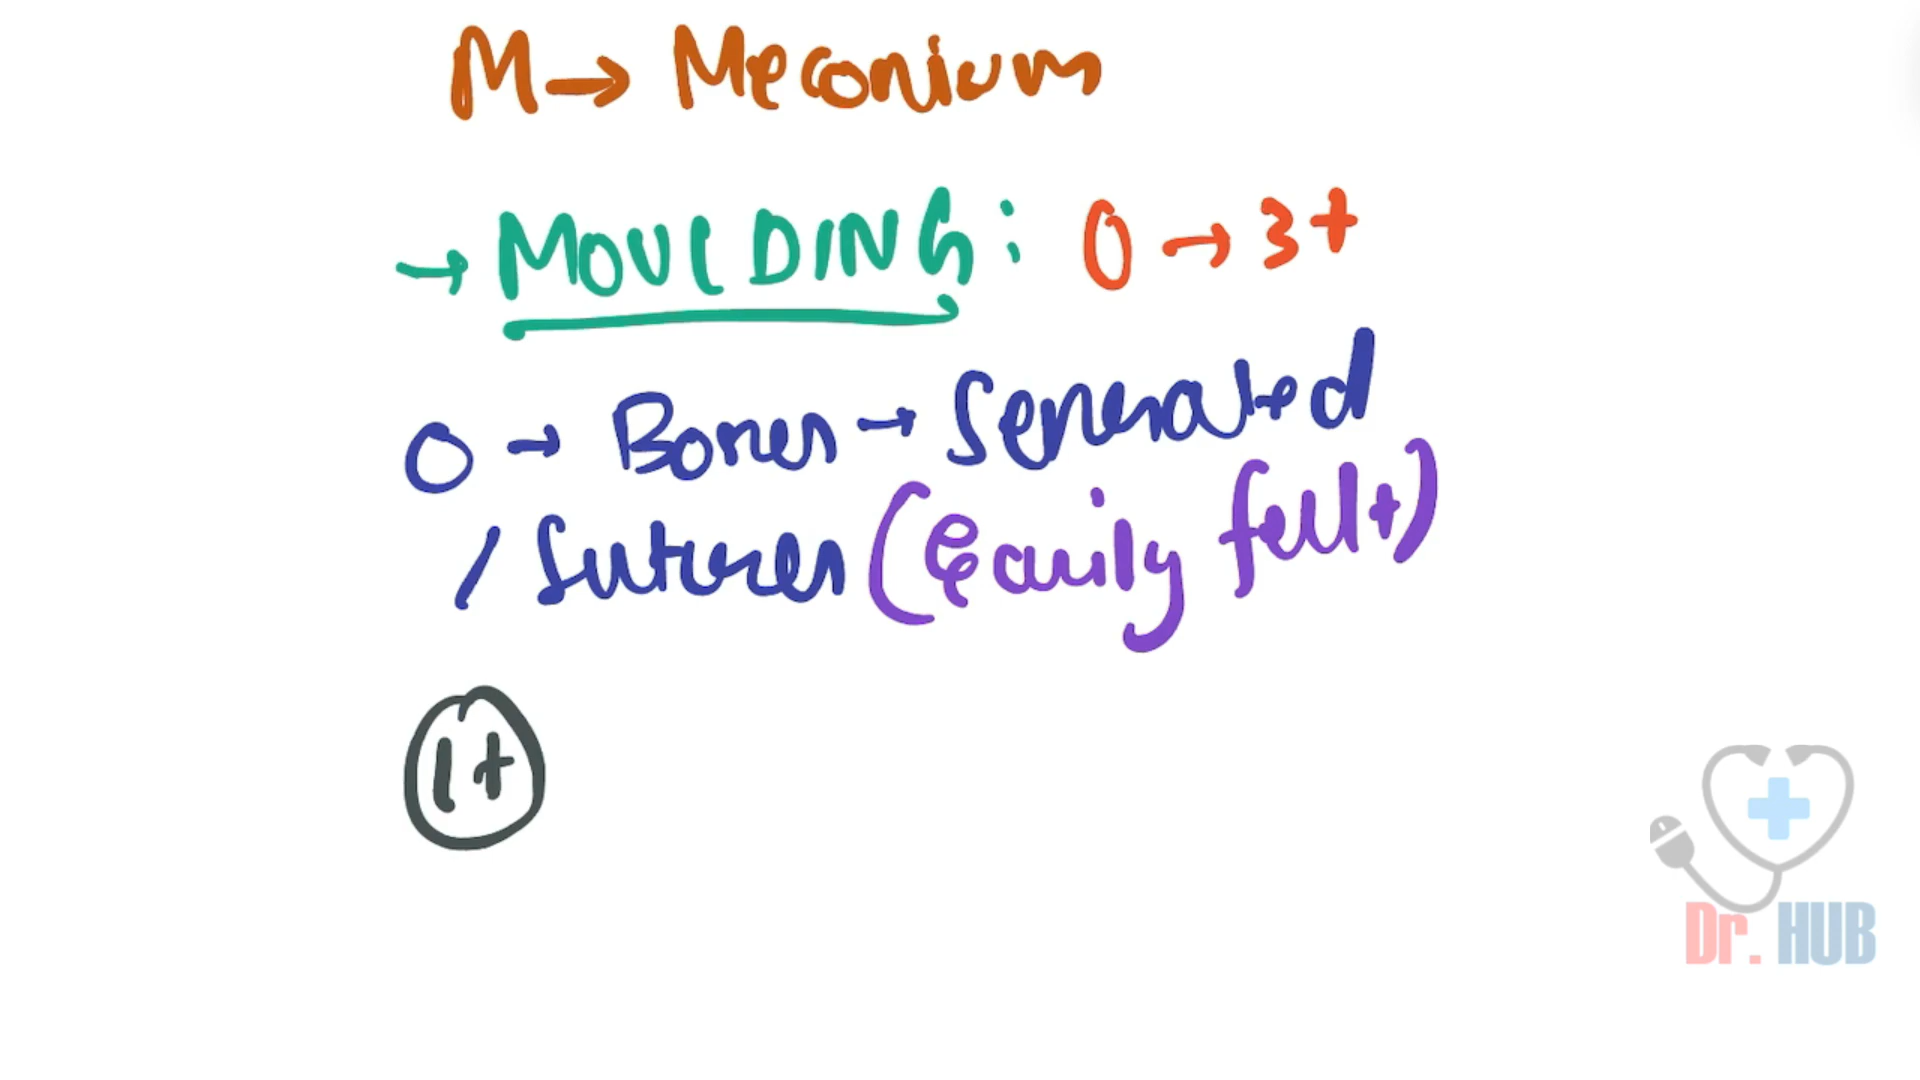 M → Meconium
→ MOULDING : 0 → 3+
0 → Bones → Seperated
/ Sutures (easily felt)
1+
Dr. HUB